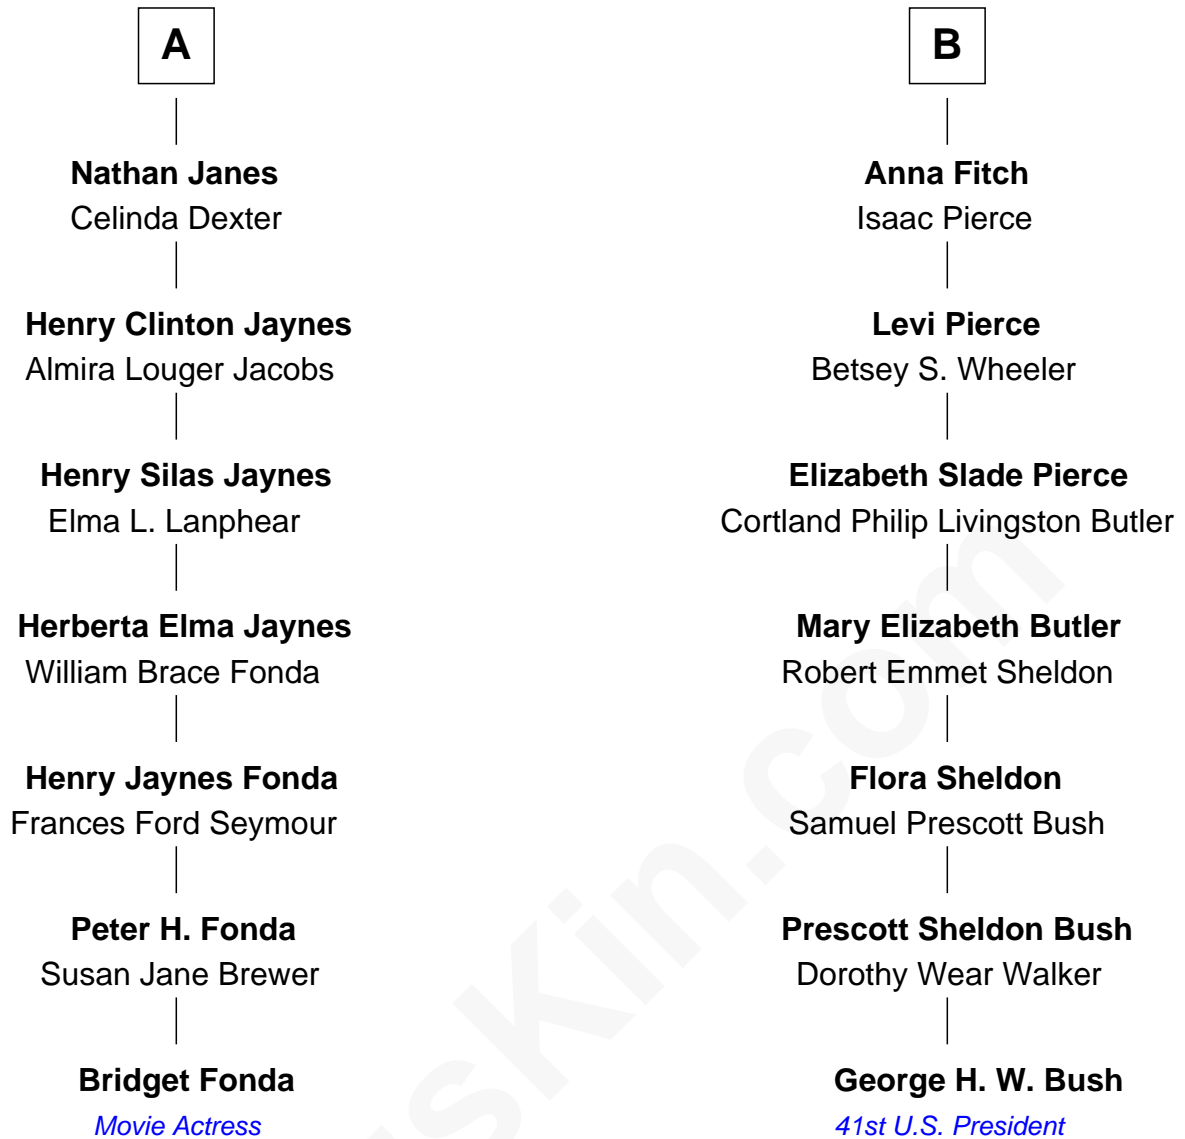 A
B
Nathan Janes
Celinda Dexter
Anna Fitch
Isaac Pierce
Henry Clinton Jaynes
Almira Louger Jacobs
Levi Pierce
Betsey S. Wheeler
Henry Silas Jaynes
Elma L. Lanphear
Elizabeth Slade Pierce
Cortland Philip Livingston Butler
Herberta Elma Jaynes
William Brace Fonda
Mary Elizabeth Butler
Robert Emmet Sheldon
Henry Jaynes Fonda
Frances Ford Seymour
Flora Sheldon
Samuel Prescott Bush
Peter H. Fonda
Susan Jane Brewer
Prescott Sheldon Bush
Dorothy Wear Walker
Bridget Fonda
Movie Actress
George H. W. Bush
41st U.S. President
sKin.com